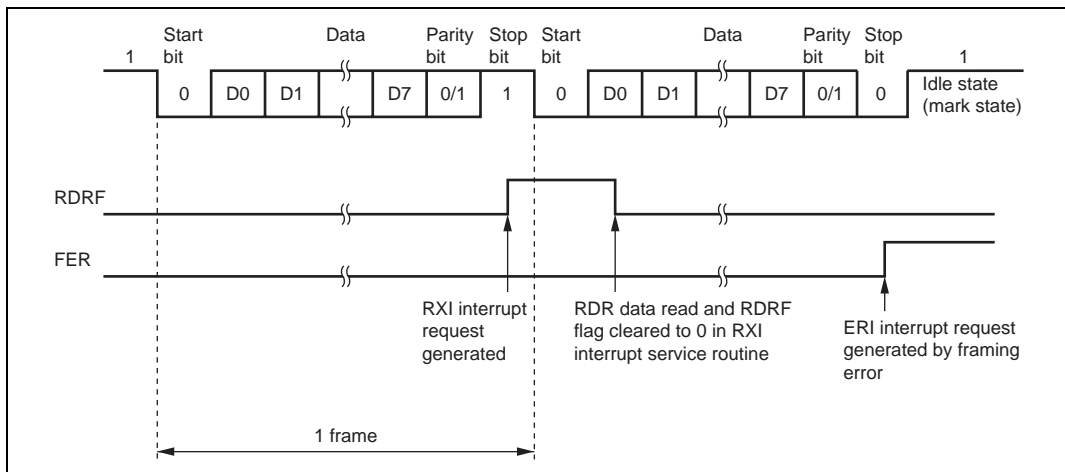 Start bit Data Parity bit Stop bit Start bit Data Parity bit Stop bit
1 1
0 D0 D1 D7 0/1 1 0 D0 D1 D7 0/1 0 Idle state (mark state)
RDRF
FER
RXI interrupt request generated
RDR data read and RDRF flag cleared to 0 in RXI interrupt service routine
ERI interrupt request generated by framing error
1 frame